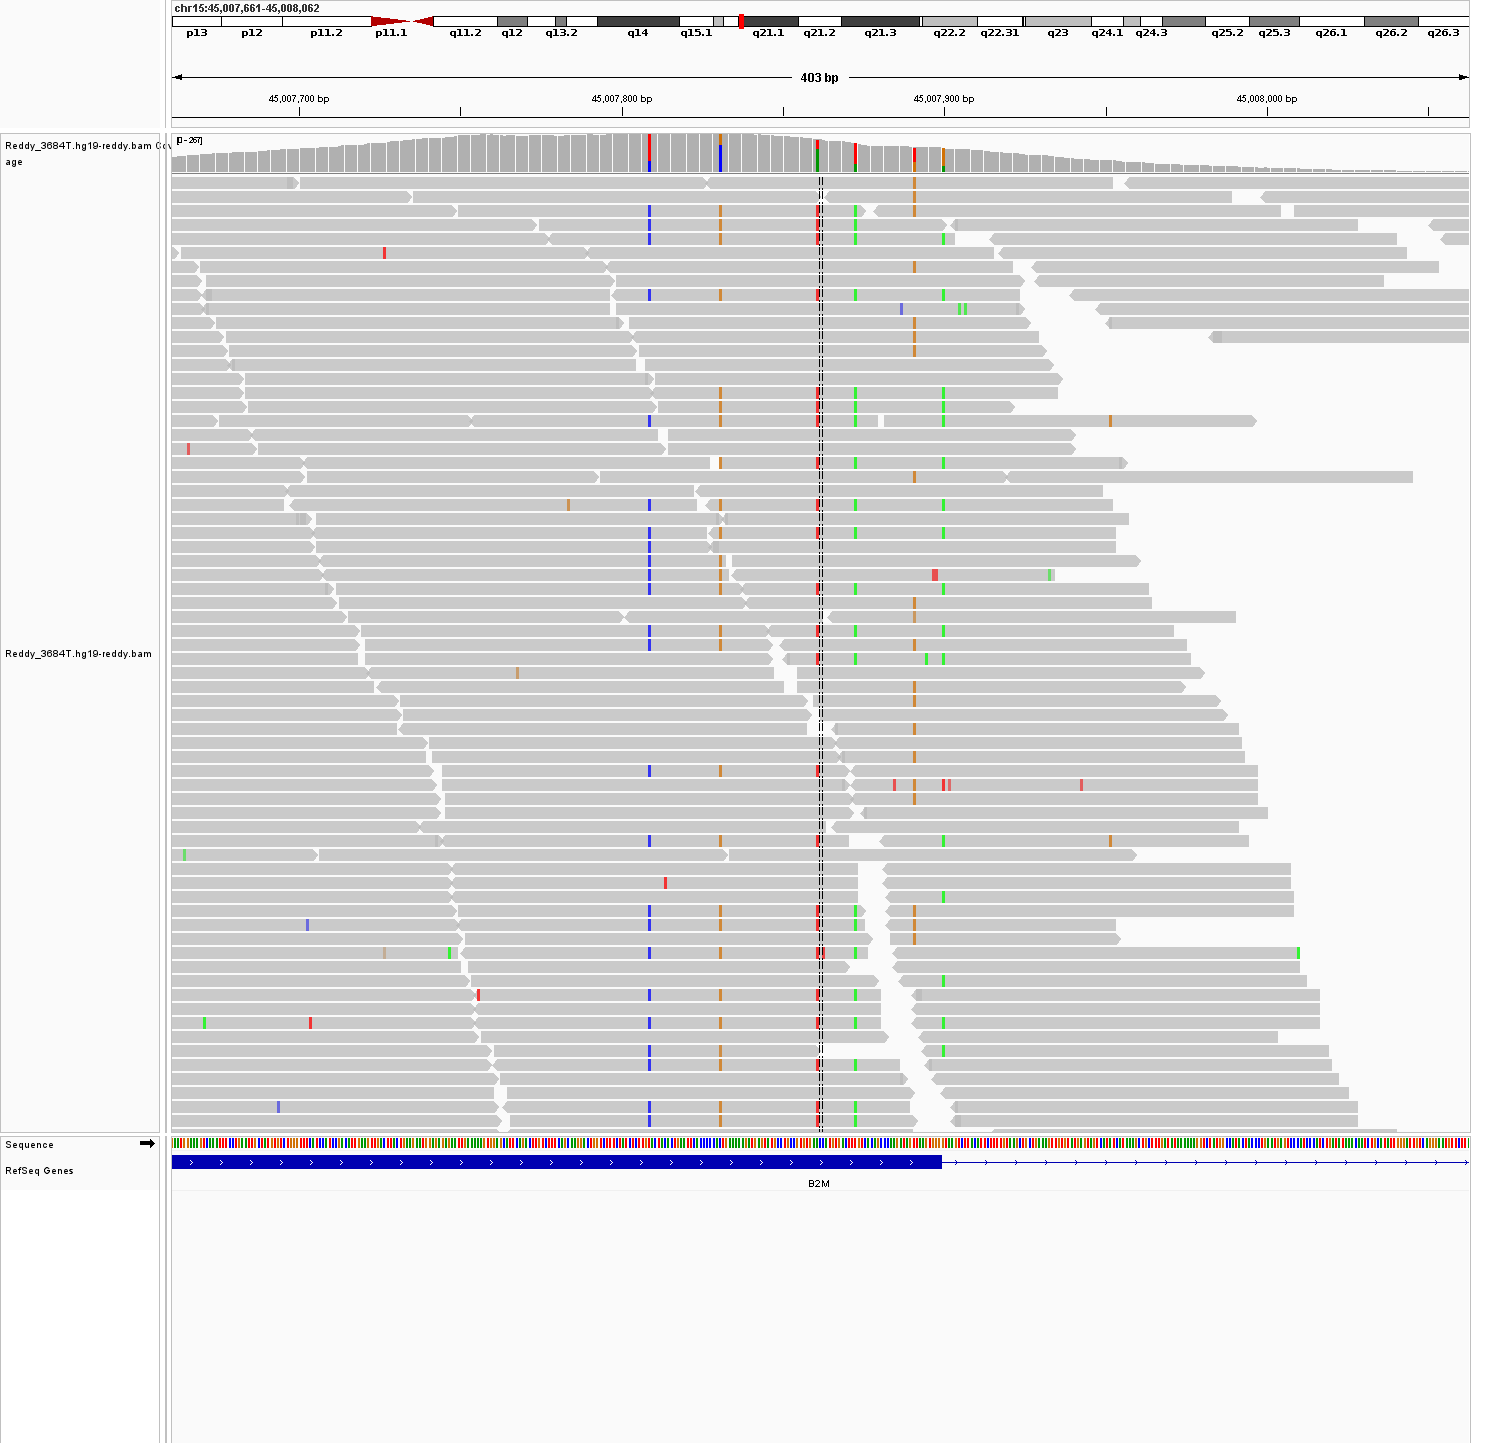 chr15:45,007,661-45,008,062
p13 p12 p11.2 p11.1 q11.2 q12 q13.2 q14 q15.1 q21.1 q21.2 q21.3 q22.2 q22.31 q23 q24.1 q24.3 q25.2 q25.3 q26.1 q26.2 q26.3
403 bp
45,007,700 bp 45,007,800 bp 45,007,900 bp 45,008,000 bp
[0 - 267]
Reddy_3684T.hg19-reddy.bam Cov
age
Reddy_3684T.hg19-reddy.bam
Sequence
RefSeq Genes
B2M